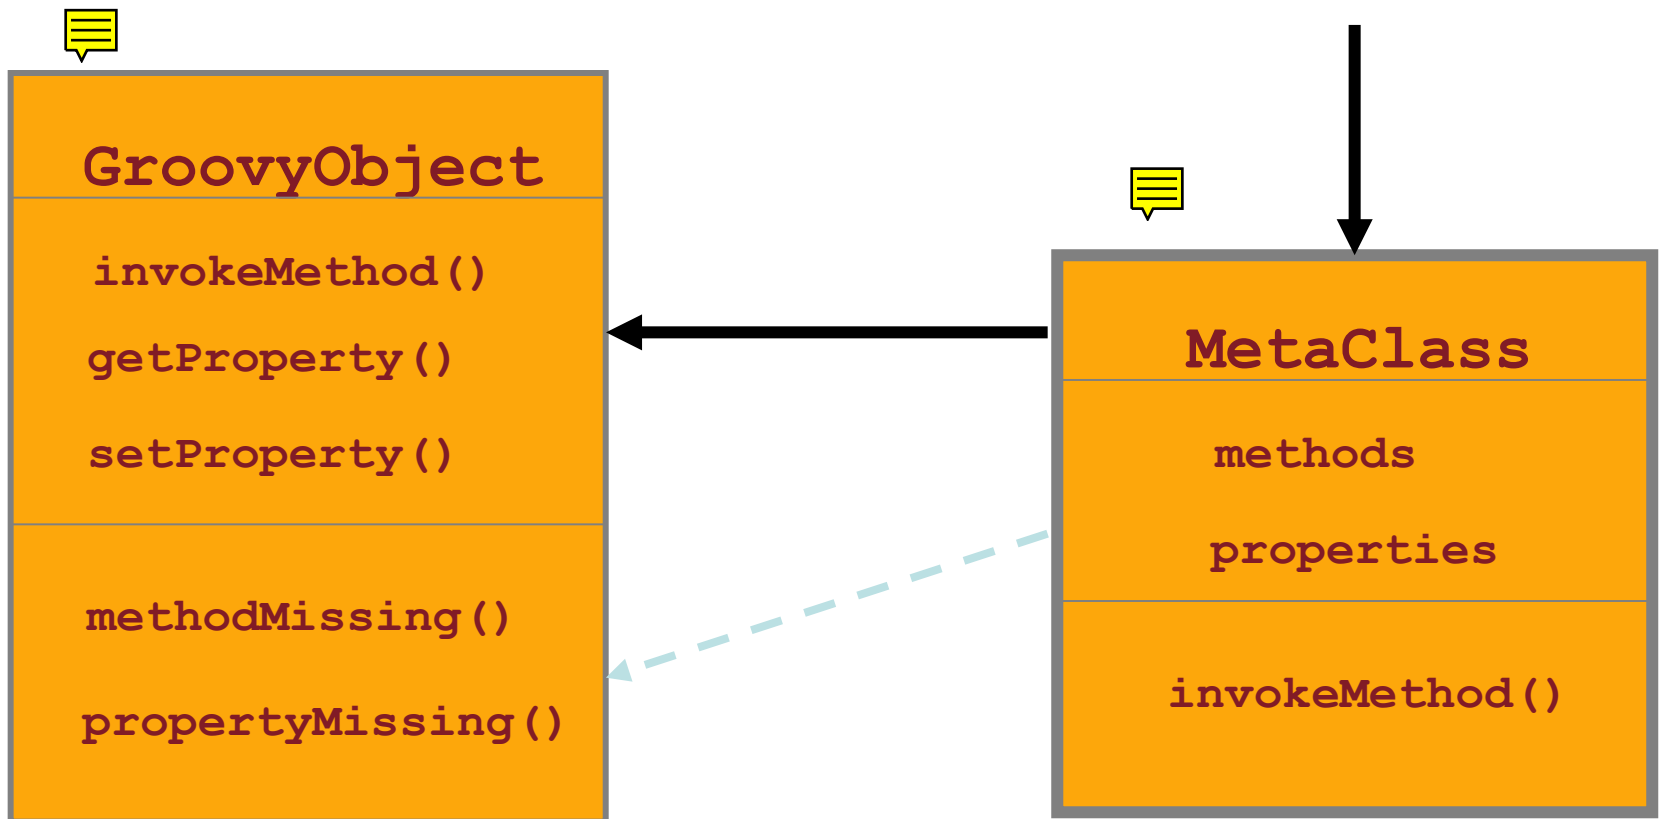 GroovyObject
invokeMethod()
getProperty()
setProperty()
methodMissing()
propertyMissing()
MetaClass
methods
properties
invokeMethod()